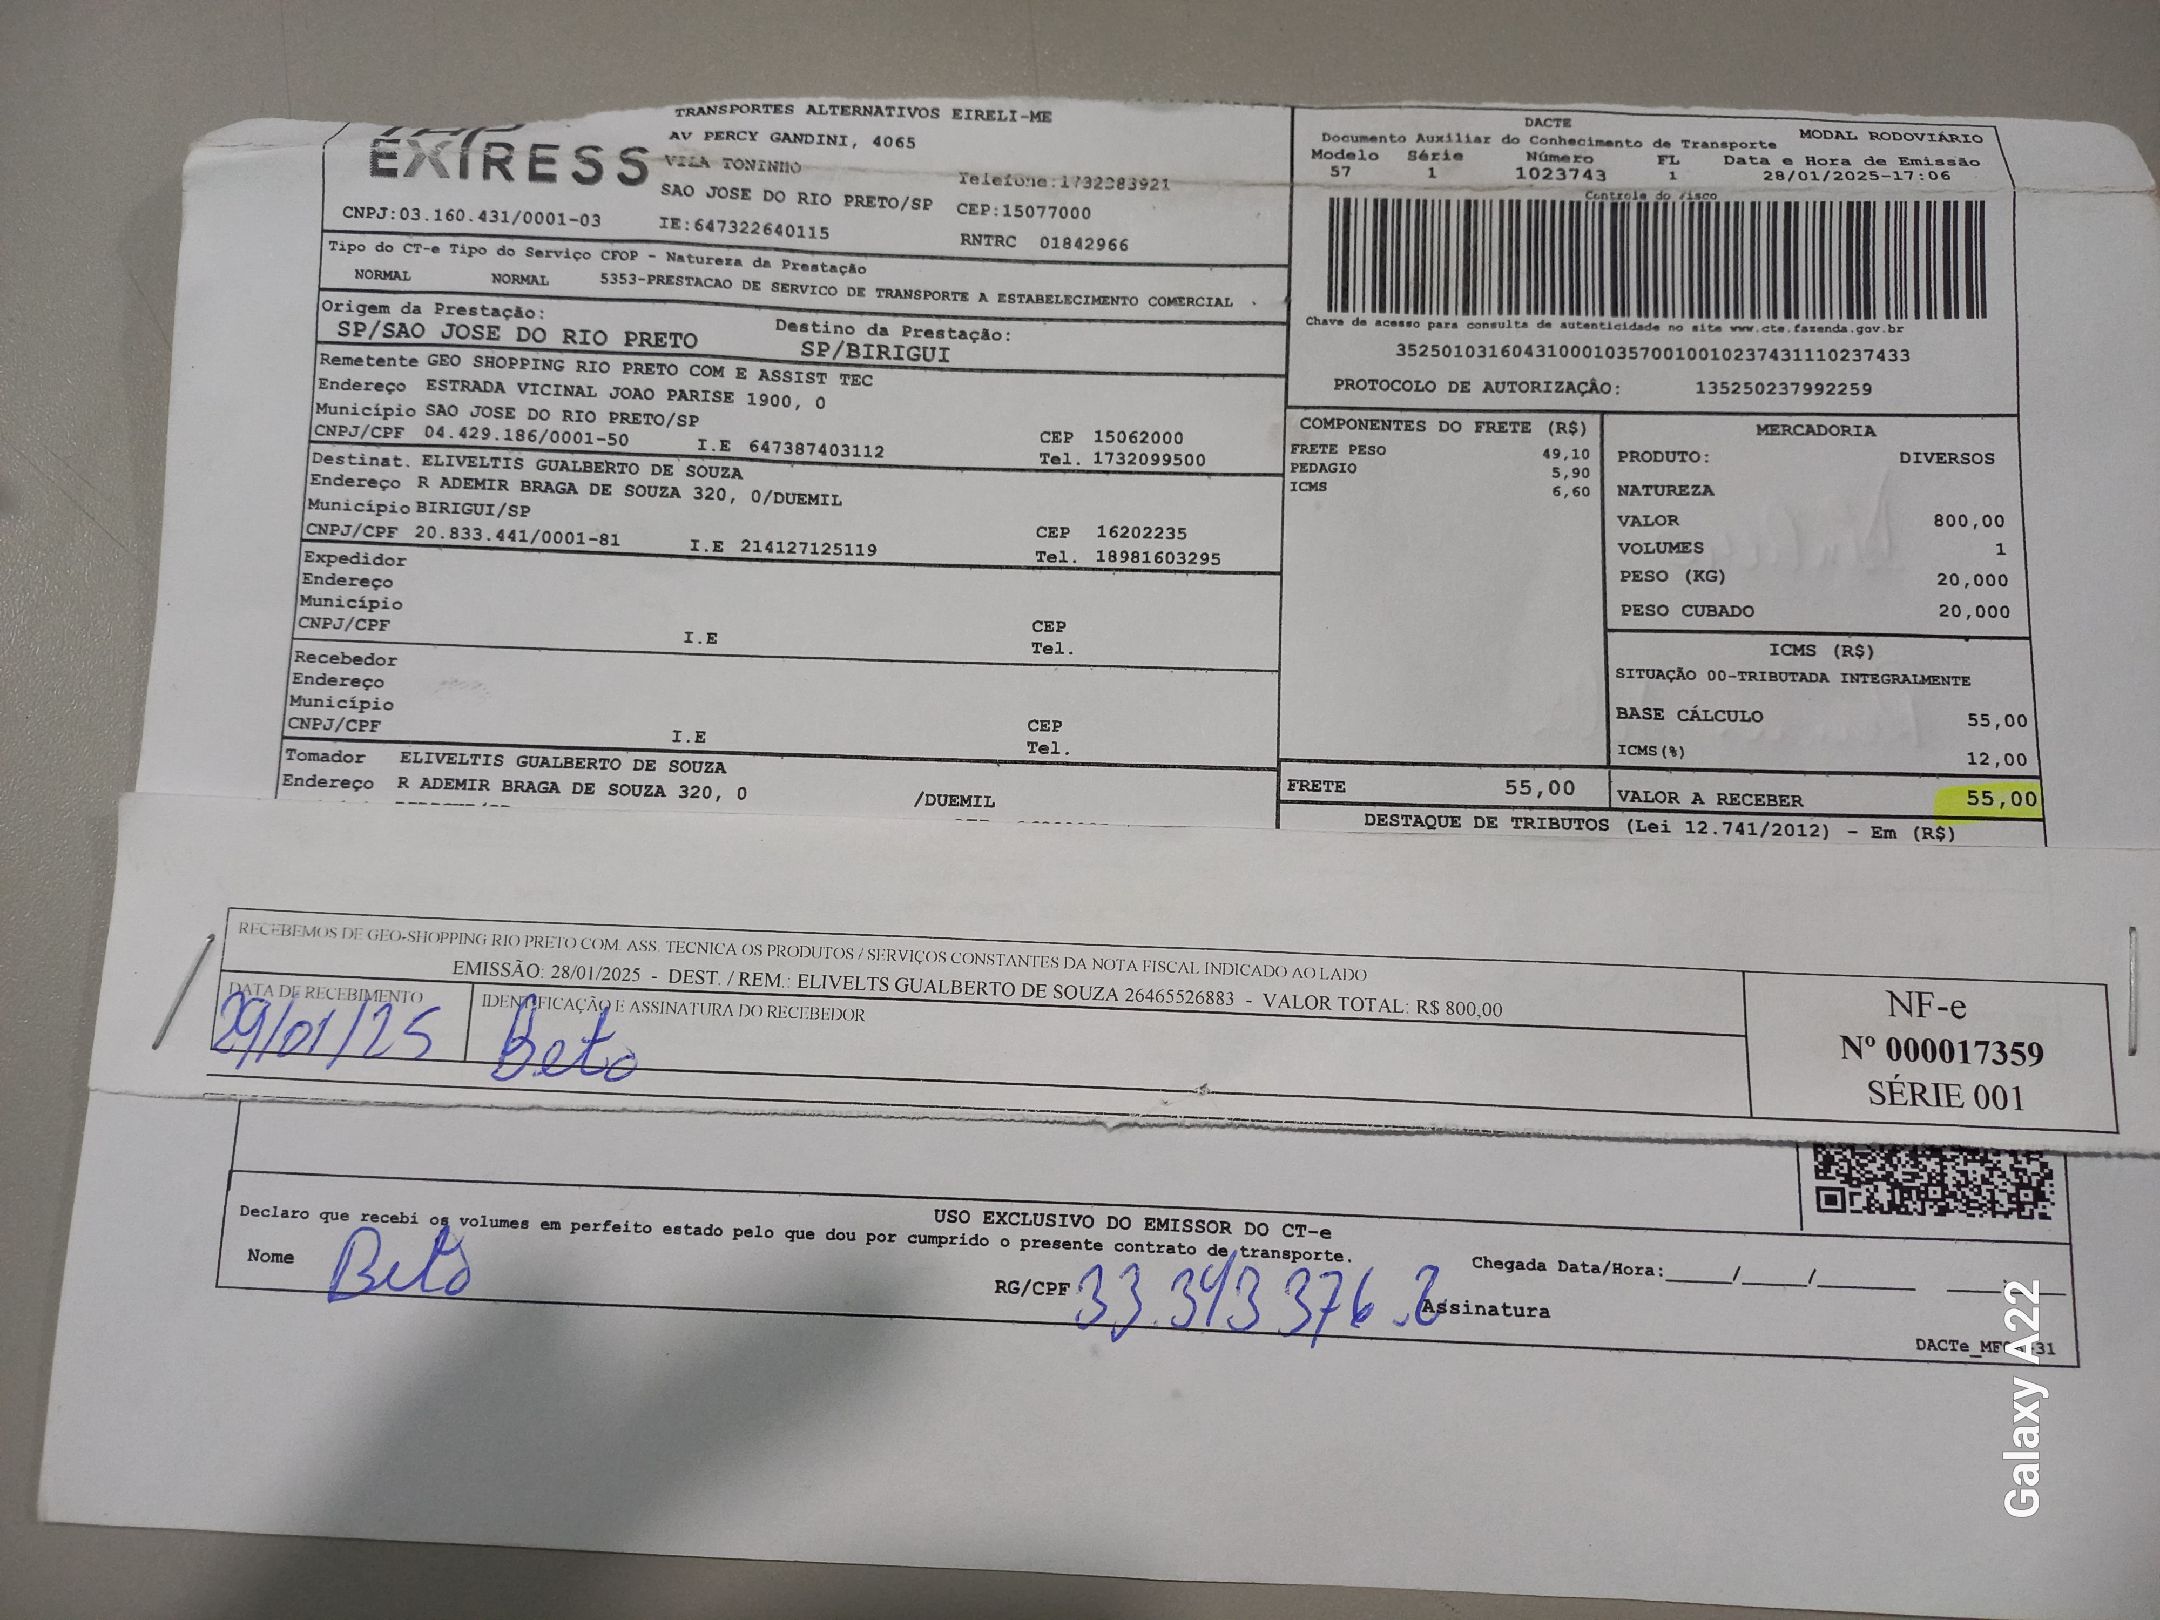 TRANSPORTES ALTERNATIVOS EIRELI-ME
EXPRESS
AV PERCY GANDINI, 4065
VILA TONINHO
Telefone:1732383921
SAO JOSE DO RIO PRETO/SP CEP:15077000
CNPJ:03.160.431/0001-03 IE:647322640115
RNTRC 01842966
Tipo do CT-e Tipo do Serviço CFOP - Natureza da Prestação
NORMAL NORMAL 5353-PRESTACAO DE SERVICO DE TRANSPORTE A ESTABELECIMENTO COMERCIAL
Origem da Prestação:
SP/SAO JOSE DO RIO PRETO
Destino da Prestação:
SP/BIRIGUI
Remetente GEO SHOPPING RIO PRETO COM E ASSIST TEC
Endereço ESTRADA VICINAL JOAO PARISE 1900, 0
Município SAO JOSE DO RIO PRETO/SP
CEP 15062000
CNPJ/CPF 04.429.186/0001-50 I.E 647387403112
Tel. 1732099500
Destinat. ELIVELTIS GUALBERTO DE SOUZA
Endereço R ADEMIR BRAGA DE SOUZA 320, 0/DUEMIL
Município BIRIGUI/SP
CEP 16202235
CNPJ/CPF 20.833.441/0001-81 I.E 214127125119
Tel. 18981603295
Expedidor
Endereço
Município
CEP
CNPJ/CPF I.E
Tel.
Recebedor
Endereço
Município
CEP
CNPJ/CPF I.E
Tel.
Tomador ELIVELTIS GUALBERTO DE SOUZA
Endereço R ADEMIR BRAGA DE SOUZA 320, 0 /DUEMIL
DACTE
Documento Auxiliar do Conhecimento de Transporte
MODAL RODOVIÁRIO
Modelo Série Número FL Data e Hora de Emissão
57 1 1023743 1 28/01/2025-17:06
Controle do Fisco
Chave de acesso para consulta de autenticidade no site www.cte.fazenda.gov.br
35250103160431000103570010010237431110237433
PROTOCOLO DE AUTORIZAÇÃO: 135250237992259
COMPONENTES DO FRETE (R$)
FRETE PESO 49,10
PEDAGIO 5,90
ICMS 6,60
MERCADORIA
PRODUTO: DIVERSOS
NATUREZA
VALOR 800,00
VOLUMES 1
PESO (KG) 20,000
PESO CUBADO 20,000
ICMS (R$)
SITUAÇÃO 00-TRIBUTADA INTEGRALMENTE
BASE CÁLCULO 55,00
ICMS(%) 12,00
FRETE 55,00
VALOR A RECEBER 55,00
DESTAQUE DE TRIBUTOS (Lei 12.741/2012) - Em (R$)
RECEBEMOS DE GEO-SHOPPING RIO PRETO COM. ASS. TECNICA OS PRODUTOS / SERVIÇOS CONSTANTES DA NOTA FISCAL INDICADO AO LADO
EMISSÃO: 28/01/2025 - DEST. / REM.: ELIVELTS GUALBERTO DE SOUZA 26465526883 - VALOR TOTAL: R$ 800,00
DATA DE RECEBIMENTO
29/01/25
IDENTIFICAÇÃO E ASSINATURA DO RECEBEDOR
Beto
NF-e
Nº 000017359
SÉRIE 001
USO EXCLUSIVO DO EMISSOR DO CT-e
Declaro que recebi os volumes em perfeito estado pelo que dou por cumprido o presente contrato de transporte.
Nome Beto
RG/CPF 33.343.376.
Chegada Data/Hora:_____/_____/_____
Assinatura
Galaxy A22